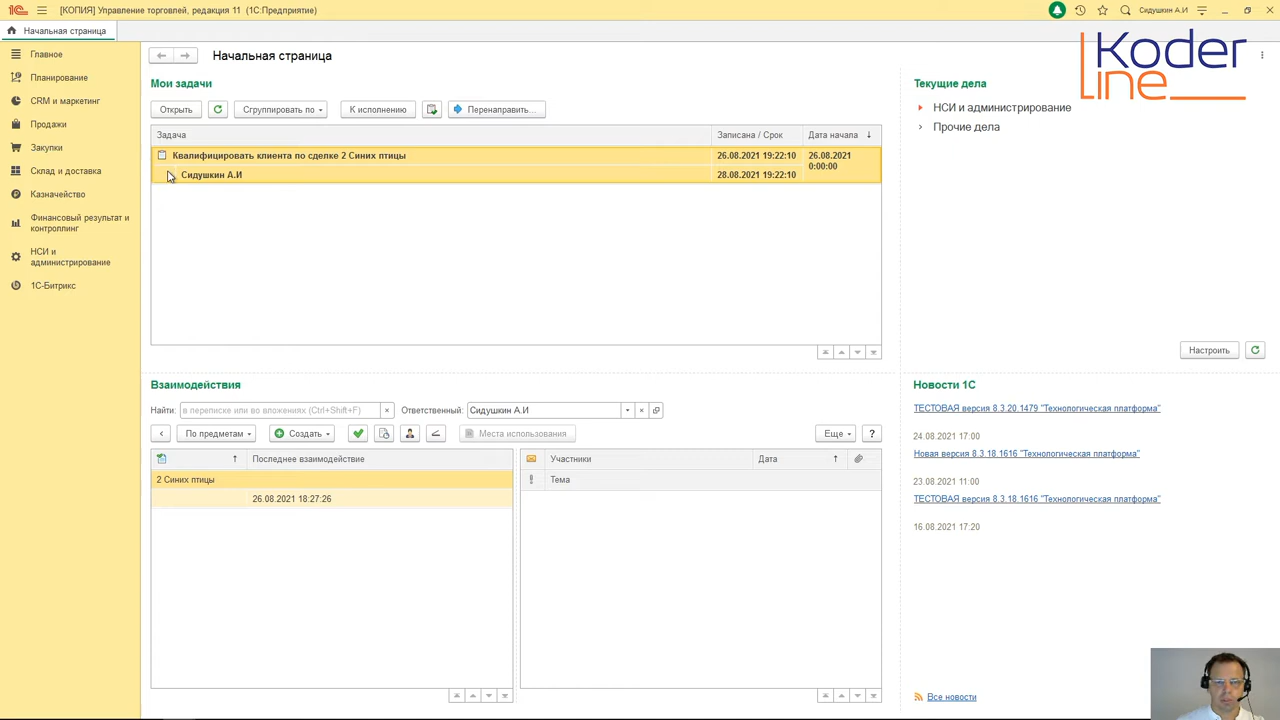 [КОПИЯ] Управление торговлей, редакция 11 (1С:Предприятие)
Сидушкин А.И
Начальная страница
Главное
Планирование
CRM и маркетинг
Продажи
Закупки
Склад и доставка
Казначейство
Финансовый результат и
контроллинг
НСИ и
администрирование
1С-Битрикс
Начальная страница
Koder
line
Мои задачи
Открыть
Сгруппировать по
К исполнению
Перенаправить...
Задача
Записана / Срок
Дата начала
Квалифицировать клиента по сделке 2 Синих птицы
26.08.2021 19:22:10
26.08.2021
0:00:00
Сидушкин А.И
28.08.2021 19:22:10
Текущие дела
НСИ и администрирование
Прочие дела
Настроить
Взаимодействия
Найти:
в переписке или во вложениях (Ctrl+Shift+F)
Ответственный:
Сидушкин А.И
По предметам
Создать
Места использования
Еще
?
Последнее взаимодействие
2 Синих птицы
26.08.2021 18:27:26
Участники
Дата
Тема
Новости 1С
ТЕСТОВАЯ версия 8.3.20.1479 "Технологическая платформа"
24.08.2021 17:00
Новая версия 8.3.18.1616 "Технологическая платформа"
23.08.2021 11:00
ТЕСТОВАЯ версия 8.3.18.1616 "Технологическая платформа"
16.08.2021 17:20
Все новости